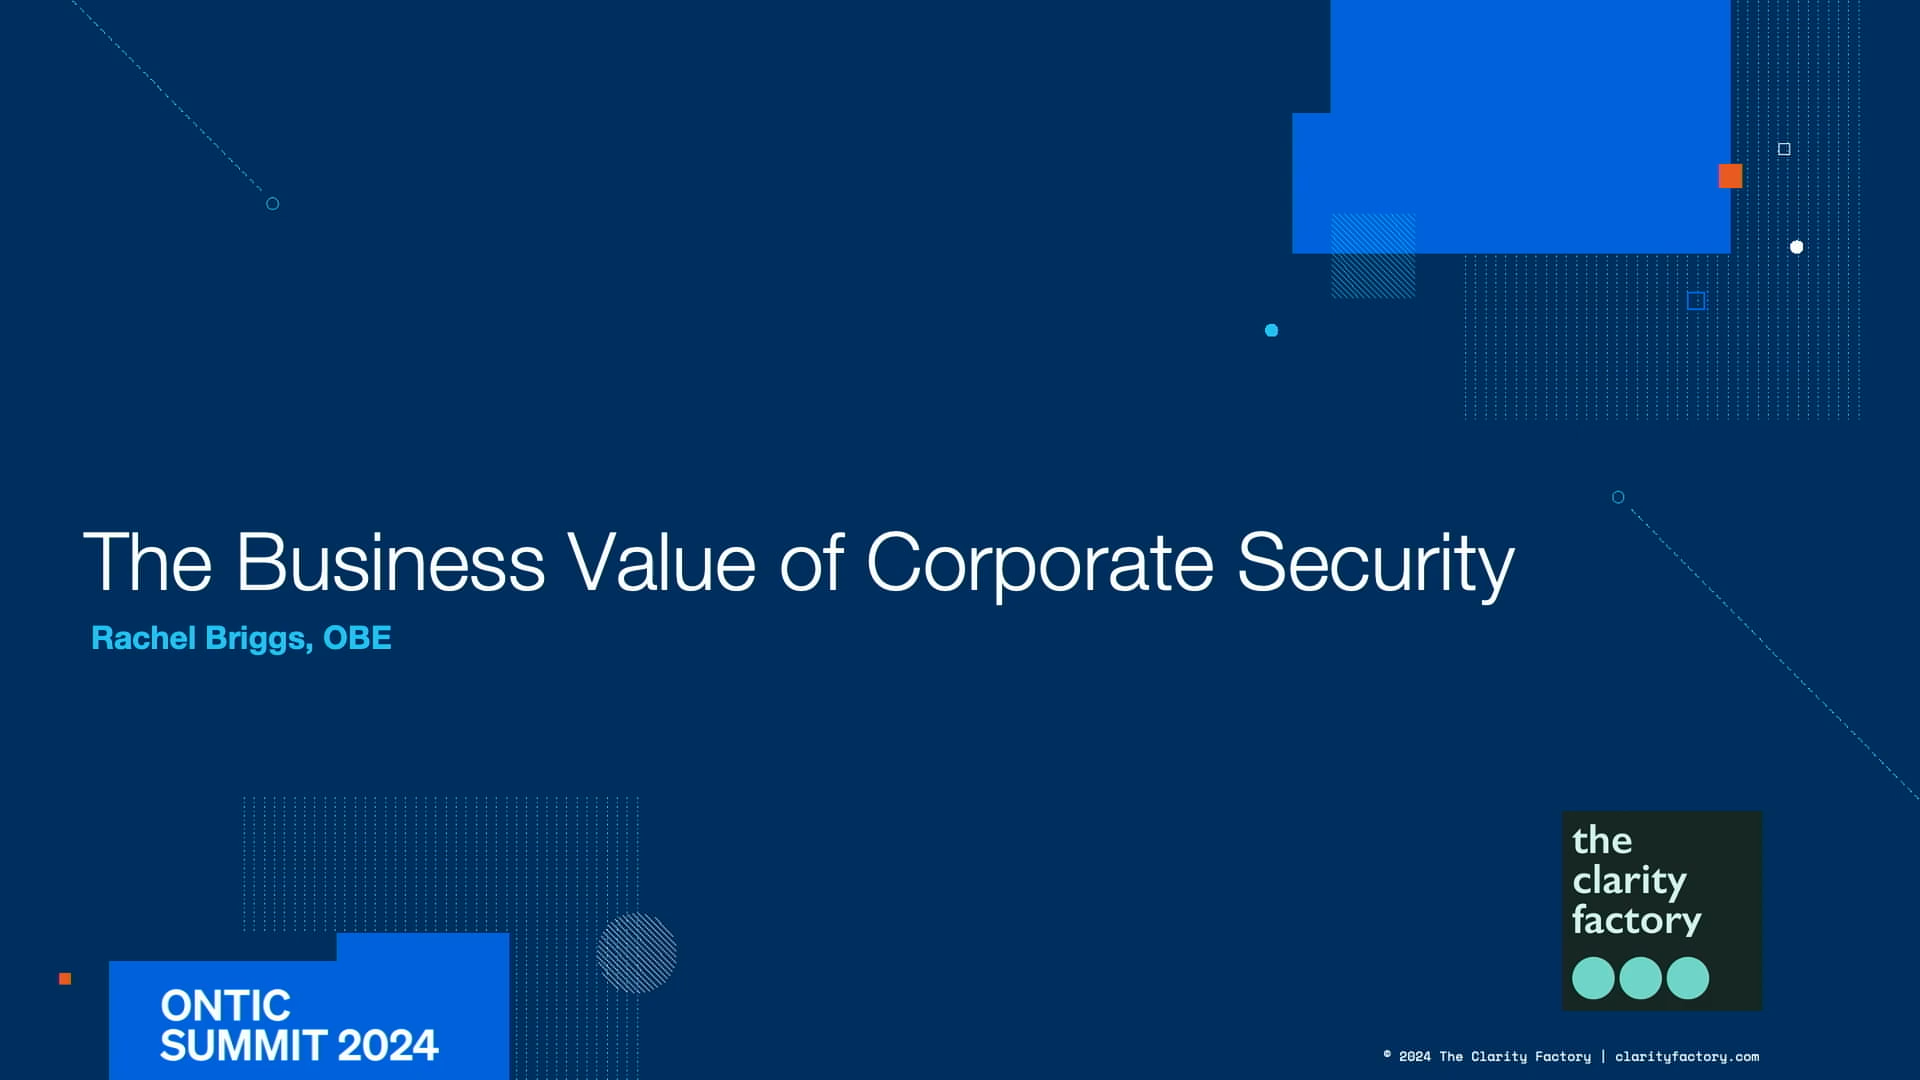 The Business Value of Corporate Security
Rachel Briggs, OBE
the
clarity
factory
ONTIC
SUMMIT 2024
© 2024 The Clarity Factory | clarityfactory.com